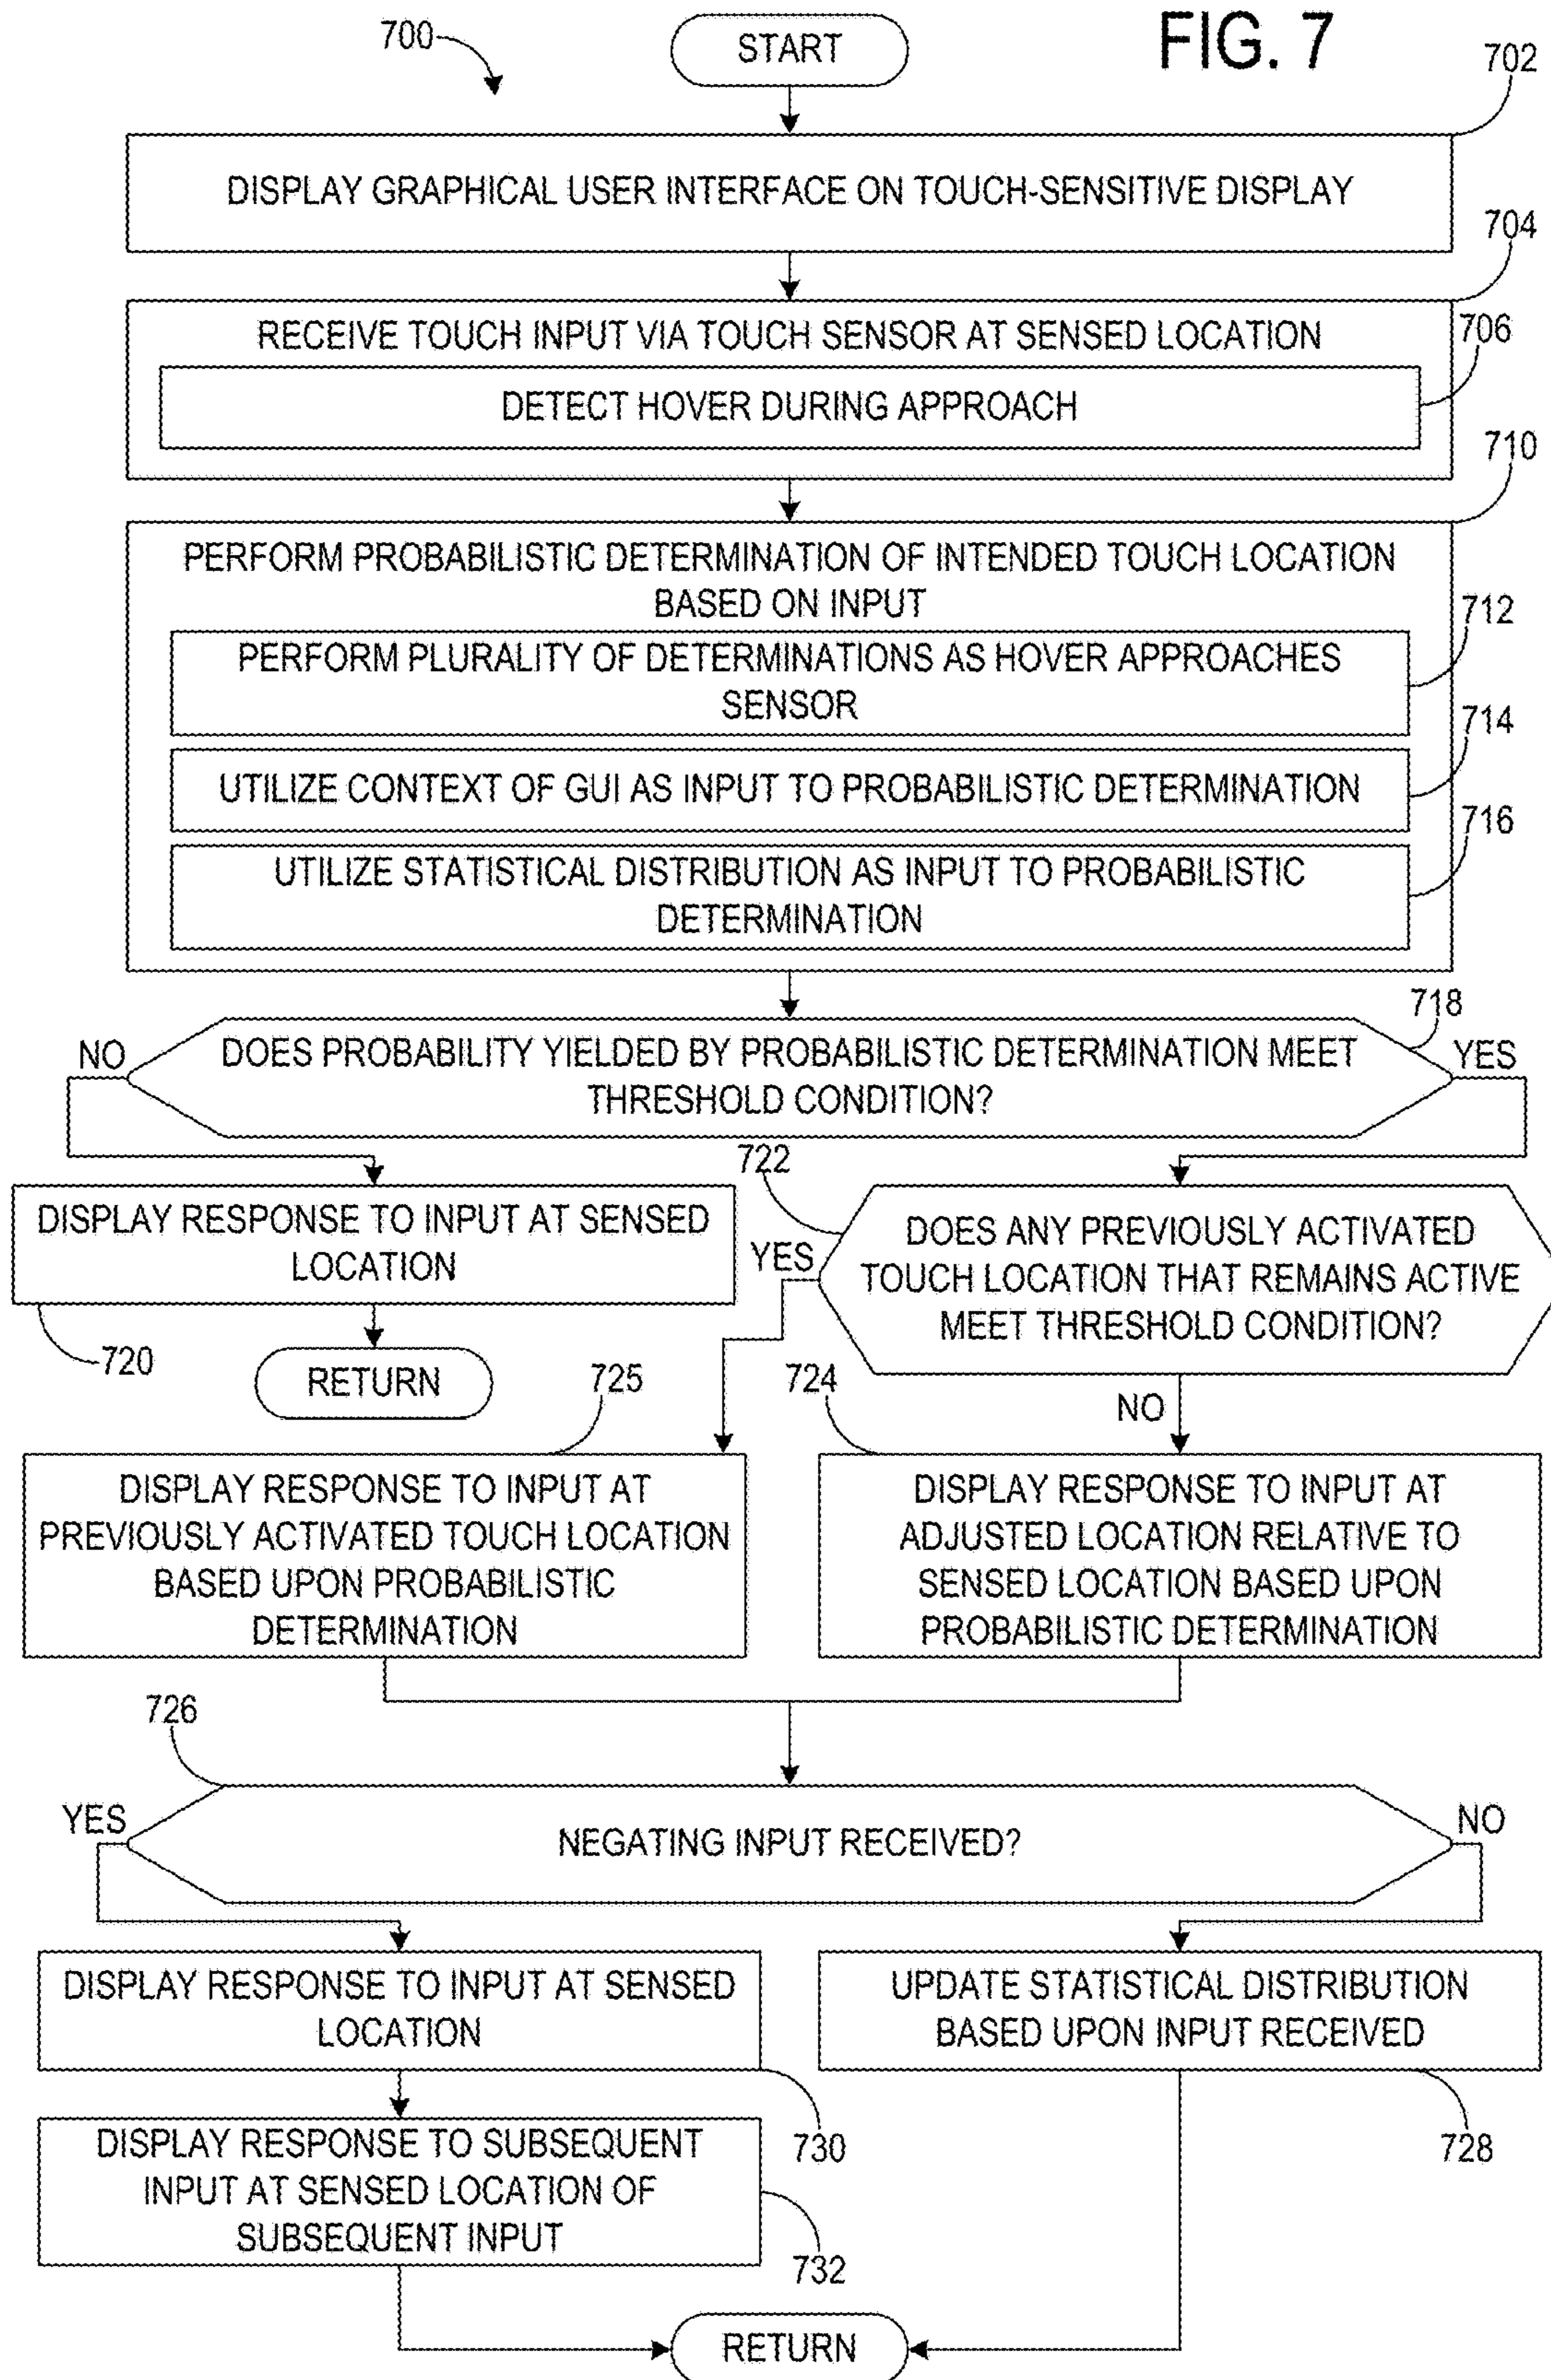 700
START
FIG. 7
702
DISPLAY GRAPHICAL USER INTERFACE ON TOUCH-SENSITIVE DISPLAY
704
RECEIVE TOUCH INPUT VIA TOUCH SENSOR AT SENSED LOCATION
706
DETECT HOVER DURING APPROACH
710
PERFORM PROBABILISTIC DETERMINATION OF INTENDED TOUCH LOCATION
BASED ON INPUT
712
PERFORM PLURALITY OF DETERMINATIONS AS HOVER APPROACHES
SENSOR
714
UTILIZE CONTEXT OF GUI AS INPUT TO PROBABILISTIC DETERMINATION
716
UTILIZE STATISTICAL DISTRIBUTION AS INPUT TO PROBABILISTIC
DETERMINATION
718
NO
DOES PROBABILITY YIELDED BY PROBABILISTIC DETERMINATION MEET
THRESHOLD CONDITION?
YES
722
DISPLAY RESPONSE TO INPUT AT SENSED
LOCATION
720
RETURN
YES
DOES ANY PREVIOUSLY ACTIVATED
TOUCH LOCATION THAT REMAINS ACTIVE
MEET THRESHOLD CONDITION?
NO
725
724
DISPLAY RESPONSE TO INPUT AT
PREVIOUSLY ACTIVATED TOUCH LOCATION
BASED UPON PROBABILISTIC
DETERMINATION
DISPLAY RESPONSE TO INPUT AT
ADJUSTED LOCATION RELATIVE TO
SENSED LOCATION BASED UPON
PROBABILISTIC DETERMINATION
726
YES
NEGATING INPUT RECEIVED?
NO
DISPLAY RESPONSE TO INPUT AT SENSED
LOCATION
730
UPDATE STATISTICAL DISTRIBUTION
BASED UPON INPUT RECEIVED
728
DISPLAY RESPONSE TO SUBSEQUENT
INPUT AT SENSED LOCATION OF
SUBSEQUENT INPUT
732
RETURN